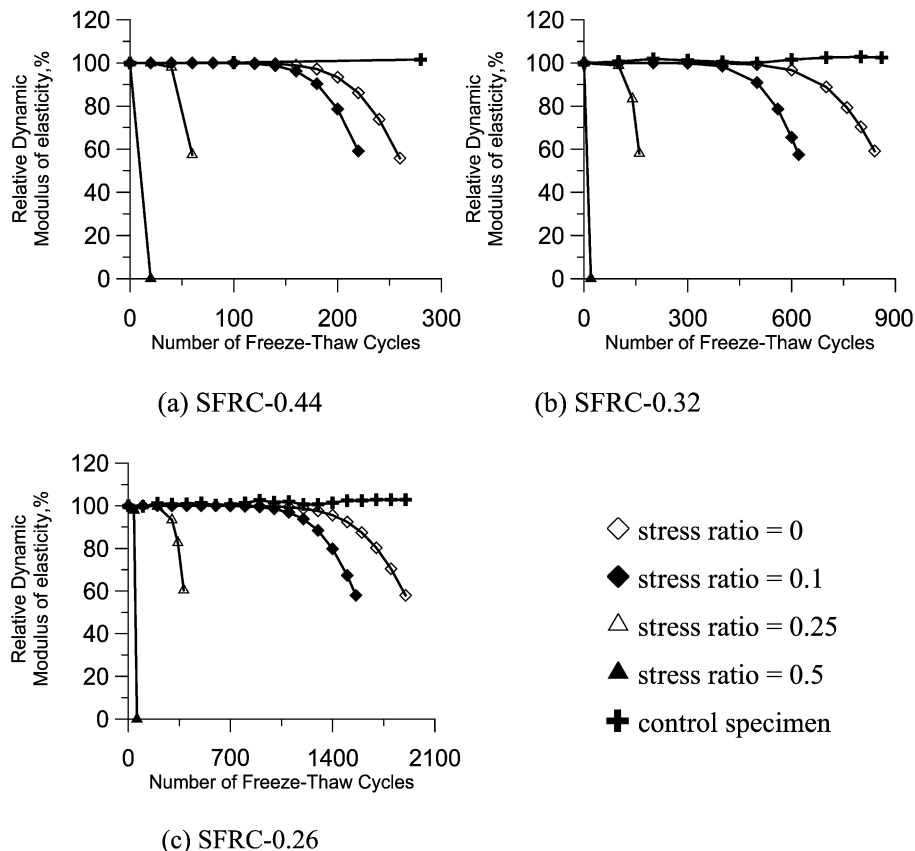 120
100
80
60
40
20
0
Relative Dynamic
Modulus of elasticity,%
0 100 200 300
Number of Freeze-Thaw Cycles
(a) SFRC-0.44
120
100
80
60
40
20
0
Relative Dynamic
Modulus of elasticity,%
0 300 600 900
Number of Freeze-Thaw Cycles
(b) SFRC-0.32
120
100
80
60
40
20
0
Relative Dynamic
Modulus of elasticity,%
0 700 1400 2100
Number of Freeze-Thaw Cycles
(c) SFRC-0.26
stress ratio = 0
stress ratio = 0.1
stress ratio = 0.25
stress ratio = 0.5
control specimen